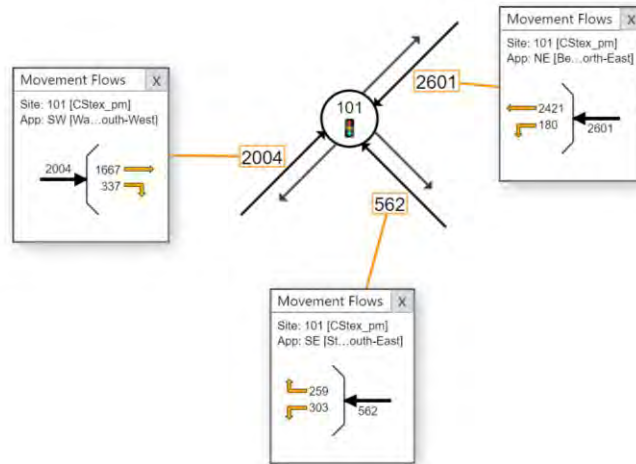 Movement Flows X
Site: 101 [CStex_pm]
App: SW [Wa...outh-West]
2004
1667
337
2004
101
2601
562
Movement Flows X
Site: 101 [CStex_pm]
App: NE [Be...orth-East]
2421
180
2601
Movement Flows X
Site: 101 [CStex_pm]
App: SE [St...outh-East]
259
303
562